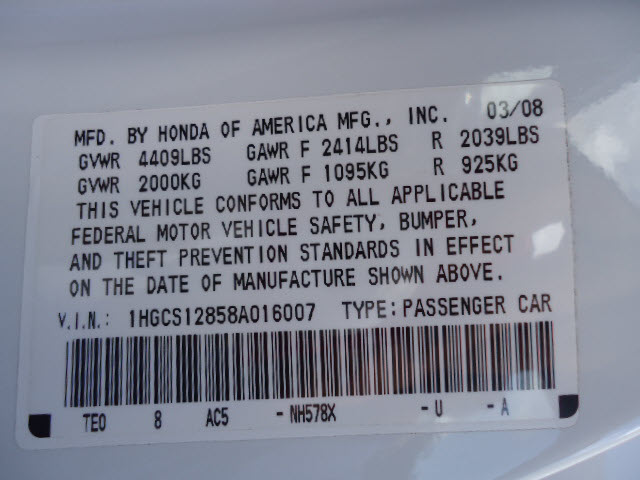 MFD. BY HONDA OF AMERICA MFG., INC. 03/08
GVWR 4409LBS GAWR F 2414LBS R 2039LBS
GVWR 2000KG GAWR F 1095KG R 925KG
THIS VEHICLE CONFORMS TO ALL APPLICABLE
FEDERAL MOTOR VEHICLE SAFETY, BUMPER,
AND THEFT PREVENTION STANDARDS IN EFFECT
ON THE DATE OF MANUFACTURE SHOWN ABOVE.
V.I.N.: 1HGCS12858A016007 TYPE: PASSENGER CAR
TE0 8 AC5 - NH578X - U - A